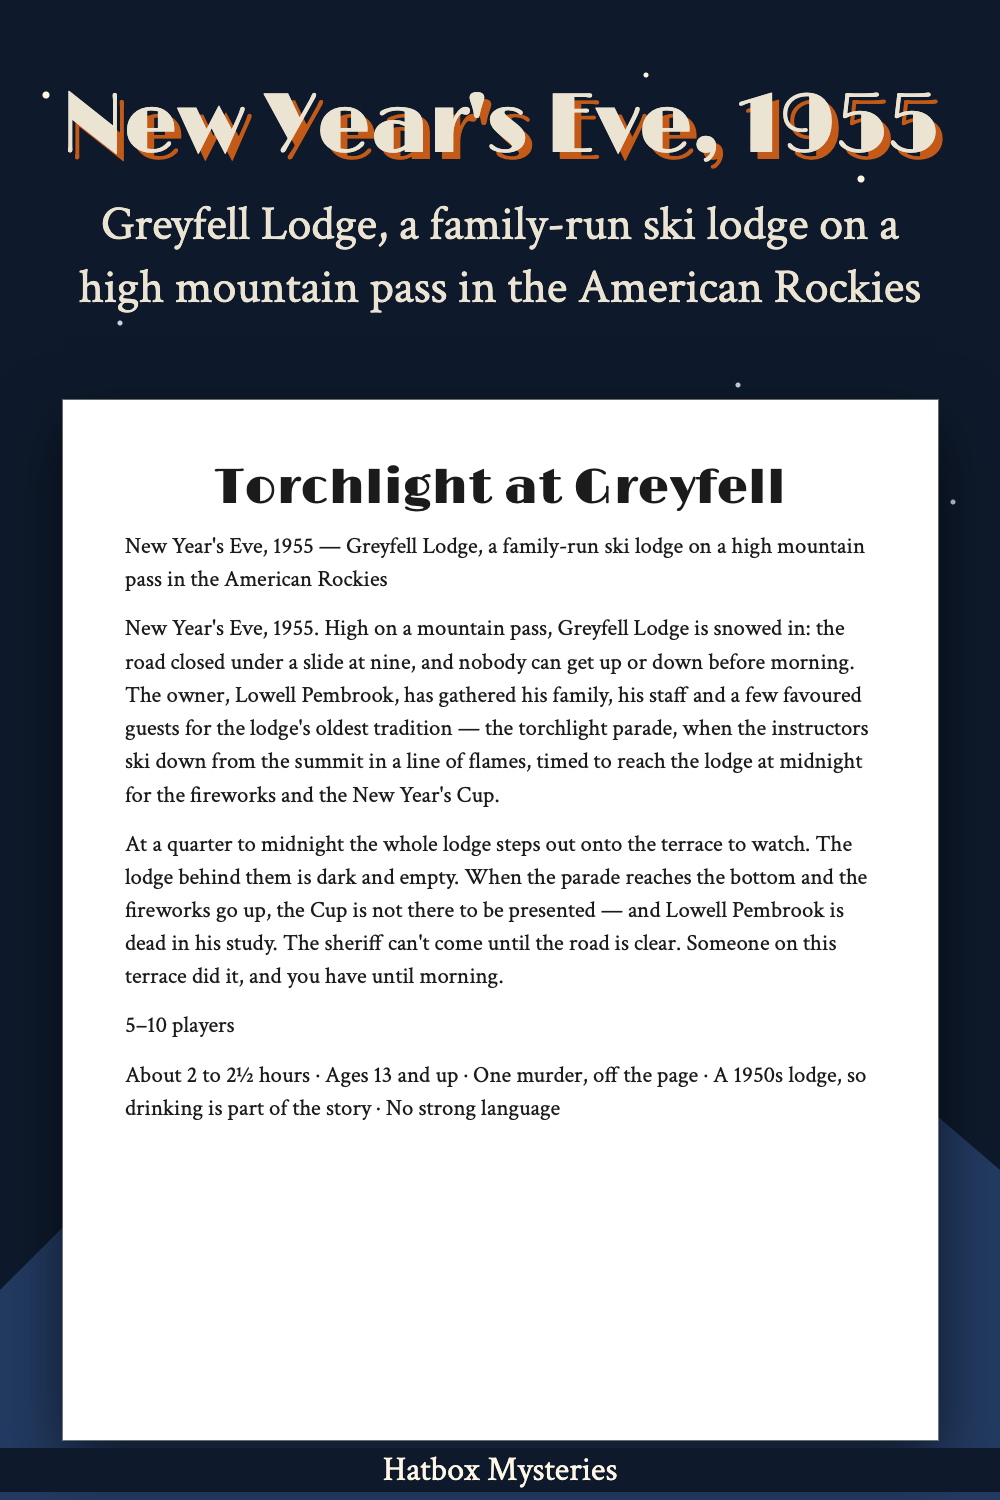 New Year's Eve, 1955
Greyfell Lodge, a family-run ski lodge on a
high mountain pass in the American Rockies
Torchlight at Greyfell
New Year's Eve, 1955 — Greyfell Lodge, a family-run ski lodge on a high mountain
pass in the American Rockies
New Year's Eve, 1955. High on a mountain pass, Greyfell Lodge is snowed in: the
road closed under a slide at nine, and nobody can get up or down before morning.
The owner, Lowell Pembrook, has gathered his family, his staff and a few favoured
guests for the lodge's oldest tradition — the torchlight parade, when the instructors
ski down from the summit in a line of flames, timed to reach the lodge at midnight
for the fireworks and the New Year's Cup.
At a quarter to midnight the whole lodge steps out onto the terrace to watch. The
lodge behind them is dark and empty. When the parade reaches the bottom and the
fireworks go up, the Cup is not there to be presented — and Lowell Pembrook is
dead in his study. The sheriff can't come until the road is clear. Someone on this
terrace did it, and you have until morning.
5–10 players
About 2 to 2½ hours · Ages 13 and up · One murder, off the page · A 1950s lodge, so
drinking is part of the story · No strong language
Hatbox Mysteries